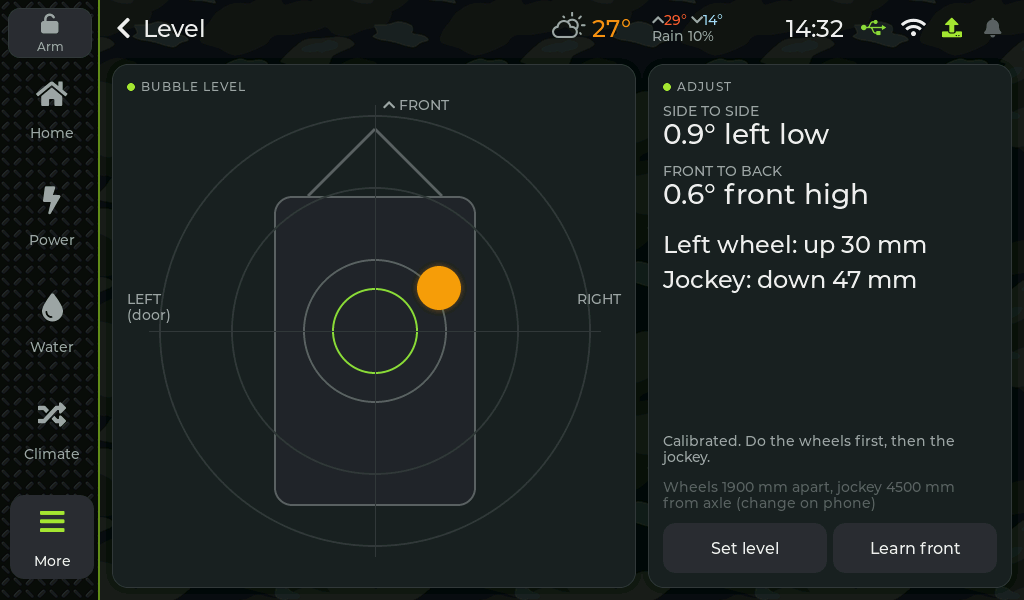 Arm
Level
27°
29° 14°
Rain 10%
14:32
Home
Power
Water
Climate
More
BUBBLE LEVEL
FRONT
LEFT
(door)
RIGHT
ADJUST
SIDE TO SIDE
0.9° left low
FRONT TO BACK
0.6° front high
Left wheel: up 30 mm
Jockey: down 47 mm
Calibrated. Do the wheels first, then the
jockey.
Wheels 1900 mm apart, jockey 4500 mm
from axle (change on phone)
Set level
Learn front